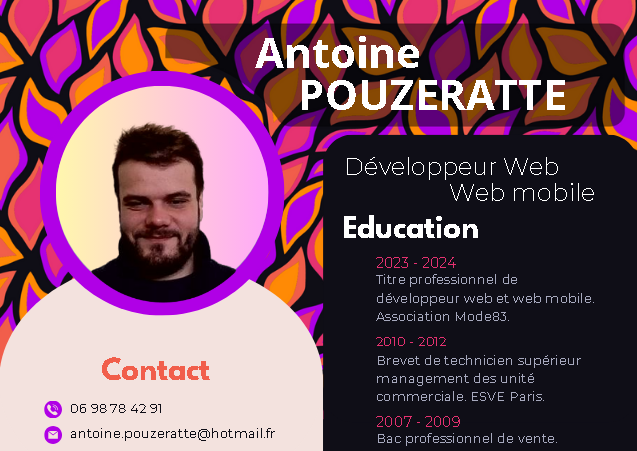 Antoine
POUZERATTE
Développeur Web
Web mobile
Education
2023 - 2024
Titre professionnel de
développeur web et web mobile.
Association Mode83.
2010 - 2012
Brevet de technicien supérieur
management des unité
commerciale. ESVE Paris.
2007 - 2009
Bac professionnel de vente.
Contact
06 98 78 42 91
antoine.pouzeratte@hotmail.fr